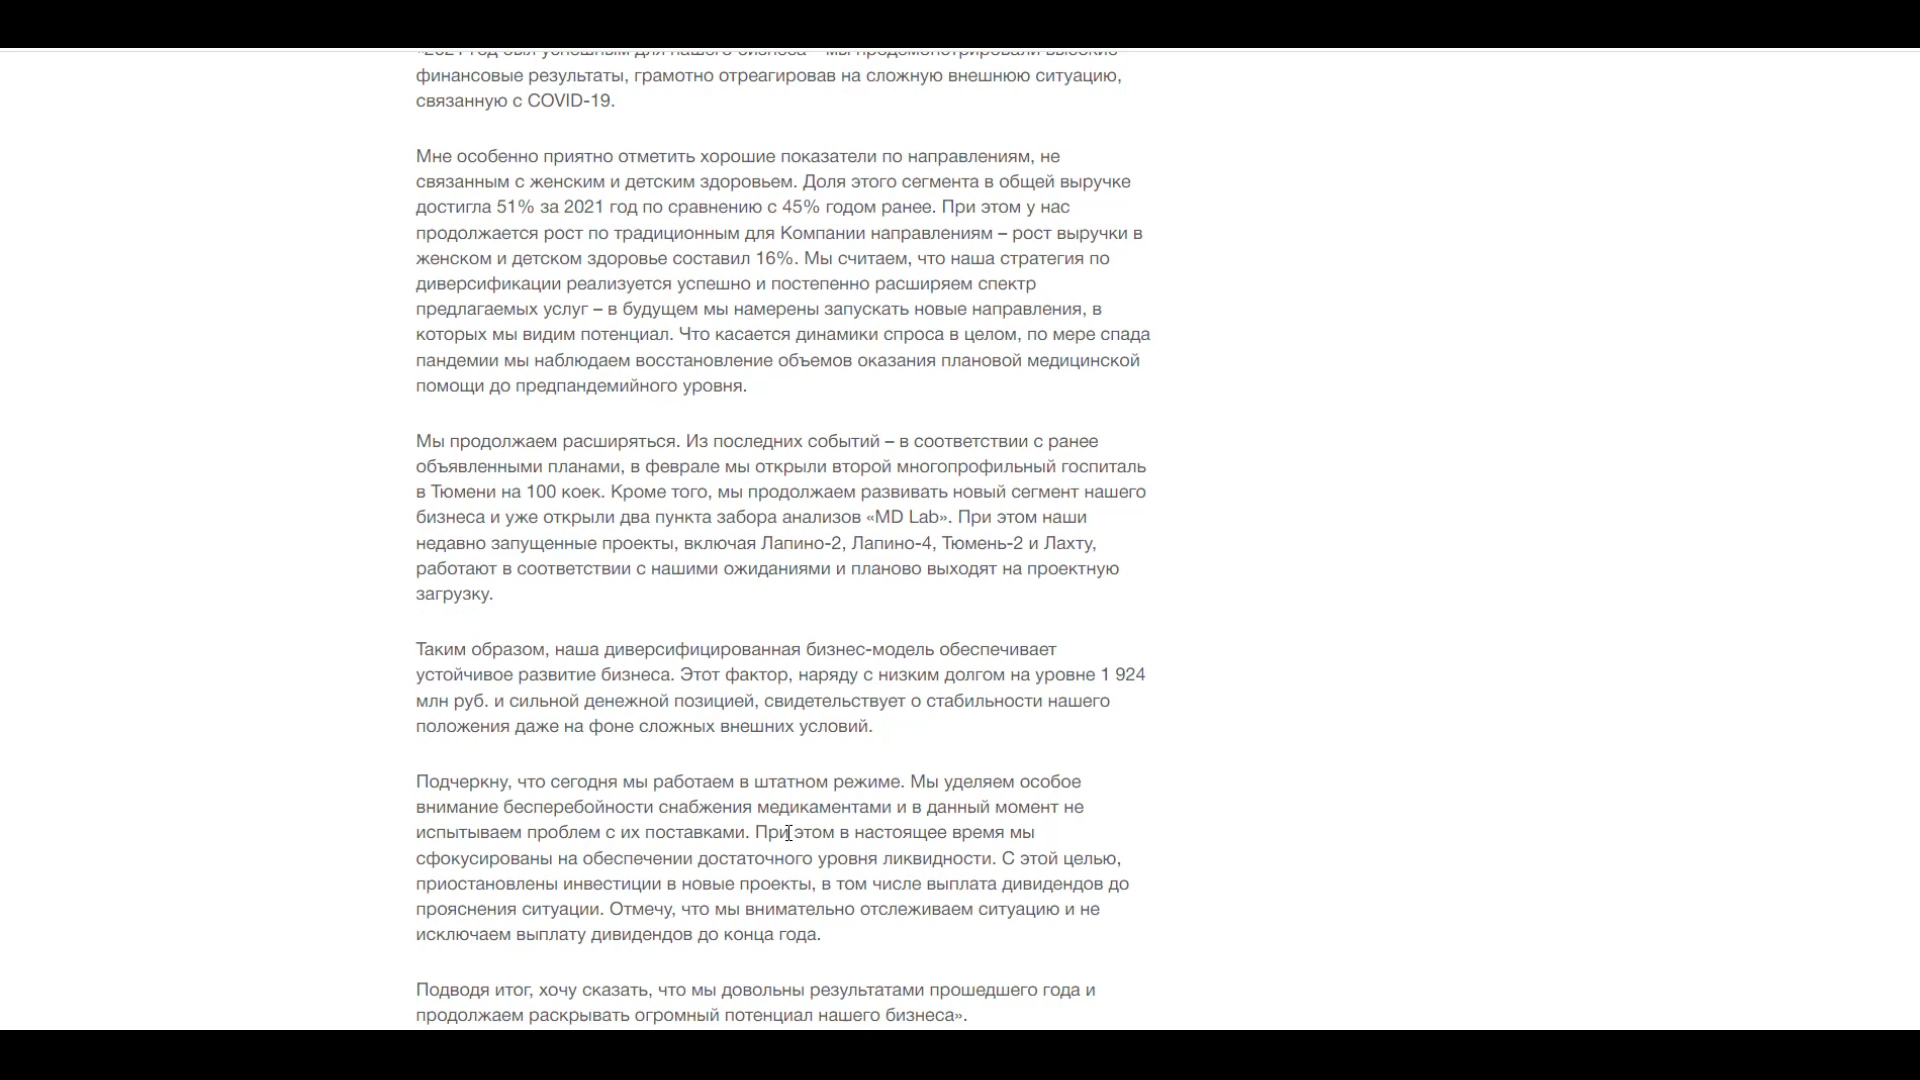 «2021 год был успешным для нашего бизнеса – мы продемонстрировали высокие
финансовые результаты, грамотно отреагировав на сложную внешнюю ситуацию,
связанную с COVID-19.
Мне особенно приятно отметить хорошие показатели по направлениям, не
связанным с женским и детским здоровьем. Доля этого сегмента в общей выручке
достигла 51% за 2021 год по сравнению с 45% годом ранее. При этом у нас
продолжается рост по традиционным для Компании направлениям – рост выручки в
женском и детском здоровье составил 16%. Мы считаем, что наша стратегия по
диверсификации реализуется успешно и постепенно расширяем спектр
предлагаемых услуг – в будущем мы намерены запускать новые направления, в
которых мы видим потенциал. Что касается динамики спроса в целом, по мере спада
пандемии мы наблюдаем восстановление объемов оказания плановой медицинской
помощи до предпандемийного уровня.
Мы продолжаем расширяться. Из последних событий – в соответствии с ранее
объявленными планами, в феврале мы открыли второй многопрофильный госпиталь
в Тюмени на 100 коек. Кроме того, мы продолжаем развивать новый сегмент нашего
бизнеса и уже открыли два пункта забора анализов «MD Lab». При этом наши
недавно запущенные проекты, включая Лапино-2, Лапино-4, Тюмень-2 и Лахту,
работают в соответствии с нашими ожиданиями и планово выходят на проектную
загрузку.
Таким образом, наша диверсифицированная бизнес-модель обеспечивает
устойчивое развитие бизнеса. Этот фактор, наряду с низким долгом на уровне 1 924
млн руб. и сильной денежной позицией, свидетельствует о стабильности нашего
положения даже на фоне сложных внешних условий.
Подчеркну, что сегодня мы работаем в штатном режиме. Мы уделяем особое
внимание бесперебойности снабжения медикаментами и в данный момент не
испытываем проблем с их поставками. При этом в настоящее время мы
сфокусированы на обеспечении достаточного уровня ликвидности. С этой целью,
приостановлены инвестиции в новые проекты, в том числе выплата дивидендов до
прояснения ситуации. Отмечу, что мы внимательно отслеживаем ситуацию и не
исключаем выплату дивидендов до конца года.
Подводя итог, хочу сказать, что мы довольны результатами прошедшего года и
продолжаем раскрывать огромный потенциал нашего бизнеса».